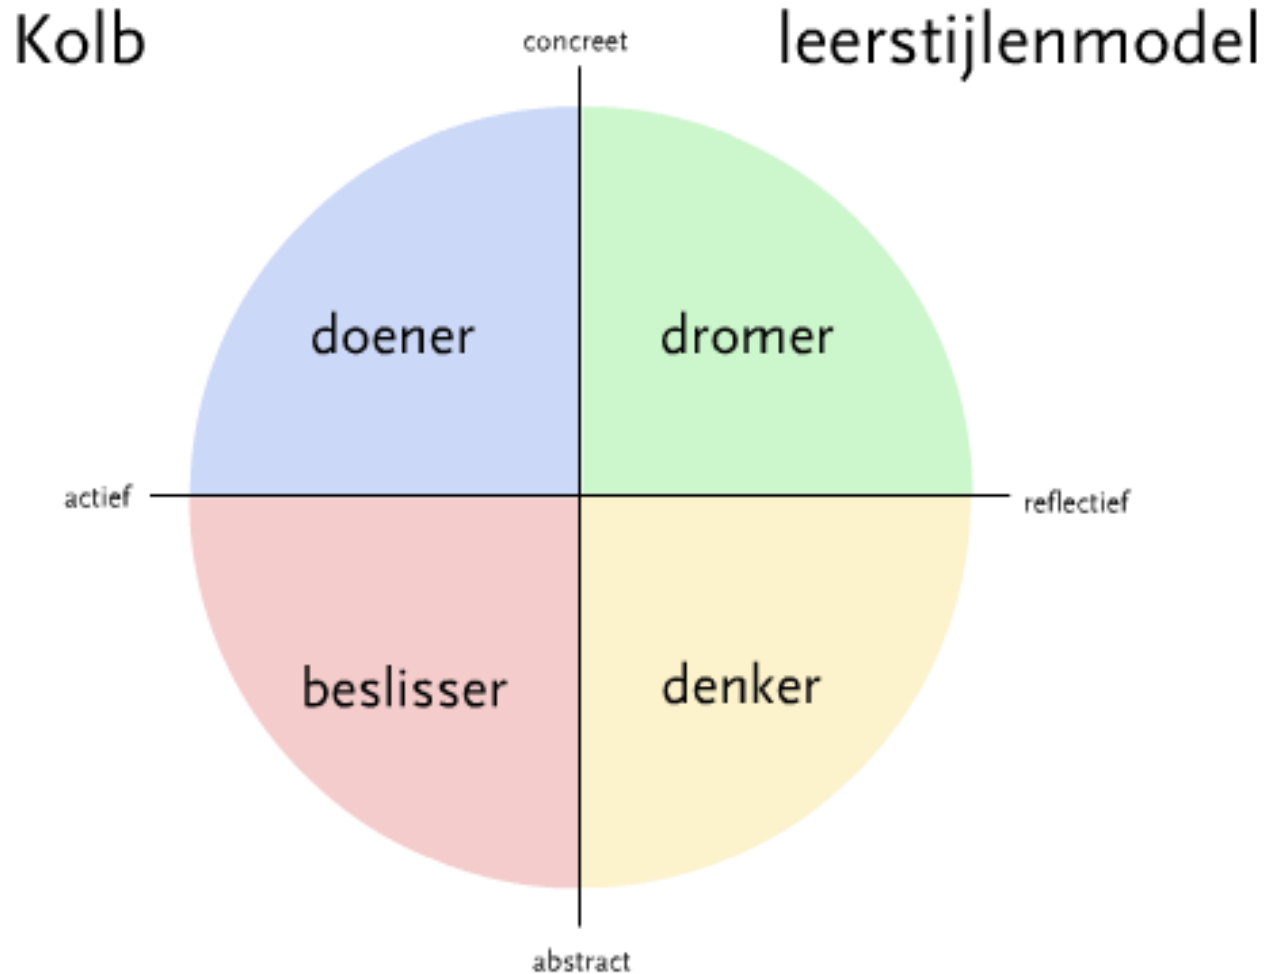 Kolb
leerstijlenmodel
concreet
doener
dromer
actief
reflectief
beslisser
denker
abstract